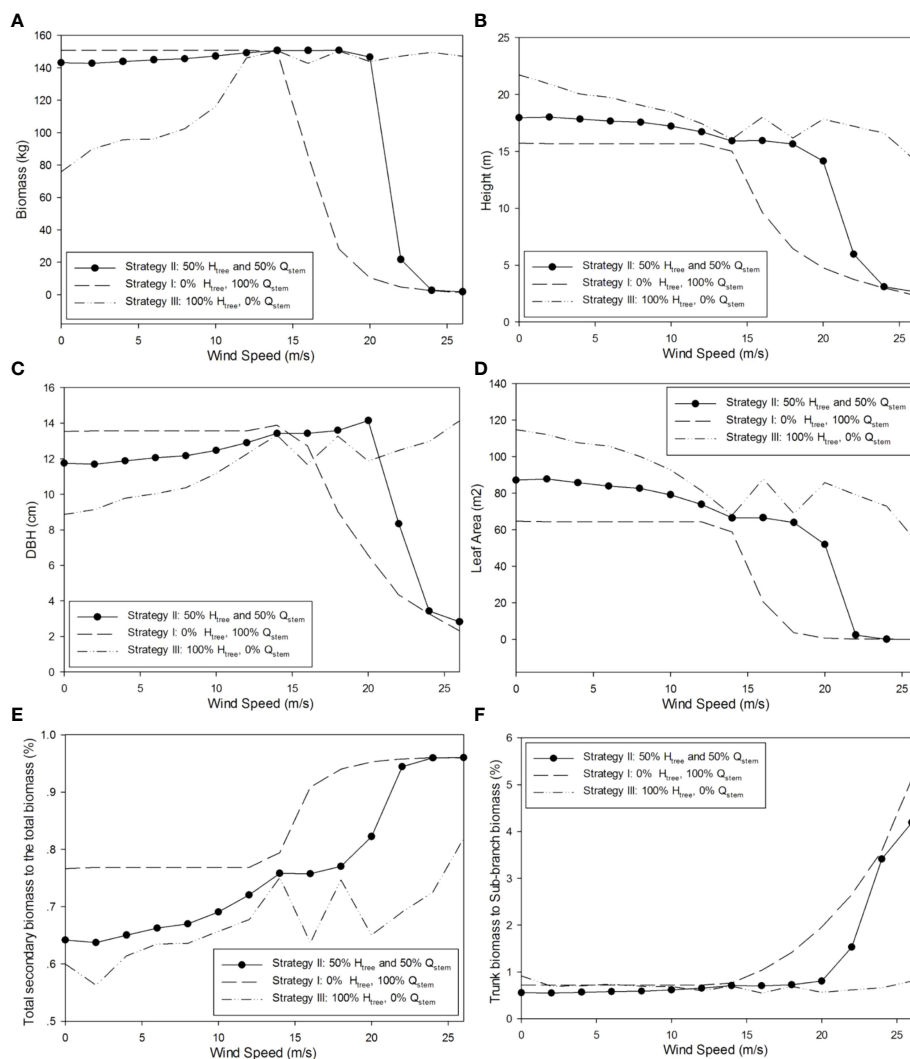 A
160
140
120
100
80
60
40
20
0
Biomass (kg)
Strategy II: 50% Htree and 50% Qstem
Strategy I: 0% Htree, 100% Qstem
Strategy III: 100% Htree, 0% Qstem
0 5 10 15 20 25
Wind Speed (m/s)
B
25
20
15
10
5
0
Height (m)
Strategy II: 50% Htree and 50% Qstem
Strategy I: 0% Htree, 100% Qstem
Strategy III: 100% Htree, 0% Qstem
0 5 10 15 20 25
Wind Speed (m/s)
C
16
14
12
10
8
6
4
2
0
DBH (cm)
Strategy II: 50% Htree and 50% Qstem
Strategy I: 0% Htree, 100% Qstem
Strategy III: 100% Htree, 0% Qstem
0 5 10 15 20 25
Wind Speed (m/s)
D
140
120
100
80
60
40
20
0
Leaf Area (m2)
Strategy II: 50% Htree and 50% Qstem
Strategy I: 0% Htree, 100% Qstem
Strategy III: 100% Htree, 0% Qstem
0 5 10 15 20 25
Wind Speed (m/s)
E
1.0
.9
.8
.7
.6
.5
Total secondary biomass to the total biomass (%)
Strategy II: 50% Htree and 50% Qstem
Strategy I: 0% Htree, 100% Qstem
Strategy III: 100% Htree, 0% Qstem
0 5 10 15 20 25
Wind Speed (m/s)
F
6
5
4
3
2
1
0
Trunk biomass to Sub-branch biomass (%)
Strategy II: 50% Htree and 50% Qstem
Strategy I: 0% Htree, 100% Qstem
Strategy III: 100% Htree, 0% Qstem
0 5 10 15 20 25
Wind Speed (m/s)